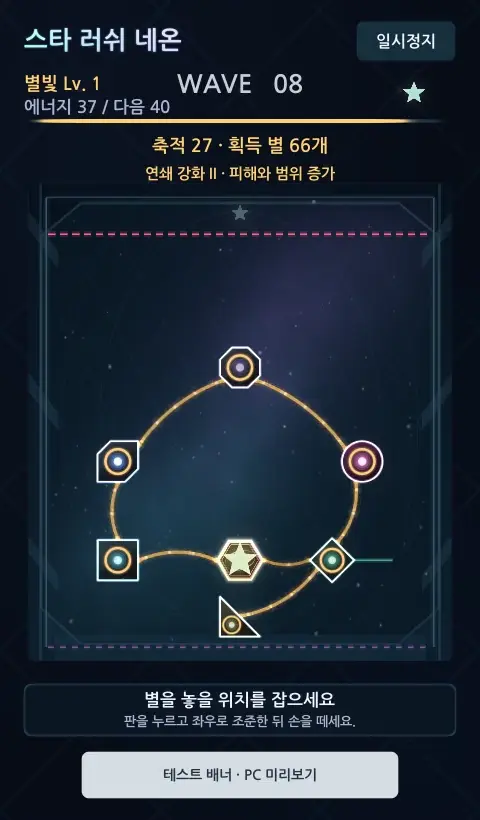 스타 러쉬 네온
일시정지
별빛 Lv. 1
WAVE 08
에너지 37 / 다음 40
축적 27 · 획득 별 66개
연쇄 강화 II · 피해와 범위 증가
별을 놓을 위치를 잡으세요
판을 누르고 좌우로 조준한 뒤 손을 떼세요.
테스트 배너 · PC 미리보기